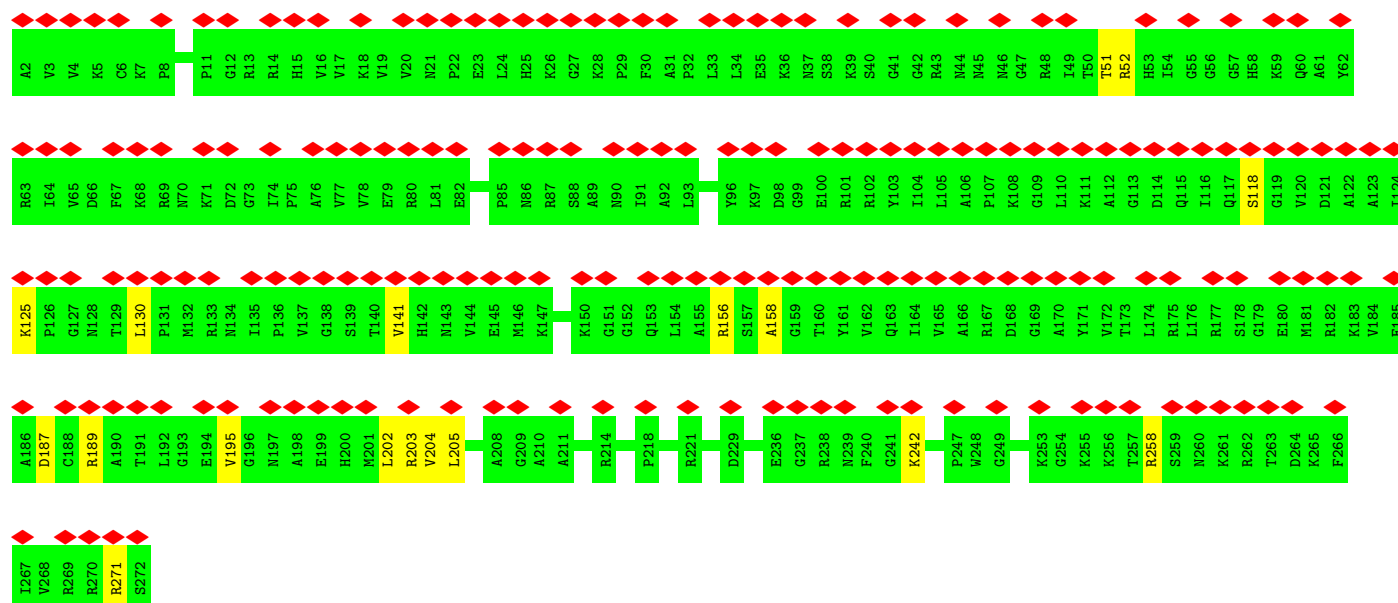 A2 V3 V4 K5 C6 K7 P8 P11 G12 R13 R14 H15 V16 V17 K18 V19 V20 N21 P22 E23 L24 H25 K26 G27 K28 P29 F30 A31 P32 L33 L34 E35 K36 N37 S38 K39 S40 G41 G42 R43 N44 N45 N46 G47 R48 I49 T50 T51 R52 H53 I54 G55 G56 G57 H58 K59 Q60 A61 Y62
R63 I64 V65 D66 F67 K68 R69 N70 K71 D72 G73 I74 P75 A76 V77 V78 E79 R80 L81 E82 P85 N86 R87 S88 A89 N90 I91 A92 L93 Y96 K97 D98 G99 E100 R101 R102 Y103 I104 L105 A106 P107 K108 G109 L110 K111 A112 G113 D114 Q115 I116 Q117 S118 G119 V120 D121 A122 A123 I124
K125 P126 G127 N128 T129 L130 P131 M132 R133 N134 I135 P136 V137 G138 S139 T140 V141 H142 N143 V144 E145 M146 K147 K150 G151 G152 Q153 L154 A155 R156 S157 A158 G159 T160 Y161 V162 Q163 I164 V165 A166 R167 D168 G169 A170 Y171 V172 T173 L174 R175 L176 R177 S178 G179 E180 M181 R182 K183 V184 E185
A186 D187 C188 R189 A190 T191 L192 G193 E194 V195 G196 N197 A198 E199 H200 M201 L202 R203 V204 L205 A208 G209 A210 A211 R214 P218 R221 D229 E236 G237 R238 N239 F240 G241 K242 P247 W248 G249 K253 G254 K255 K256 T257 R258 S259 N260 K261 R262 T263 D264 K265 F266
I267 V268 R269 R270 R271 S272